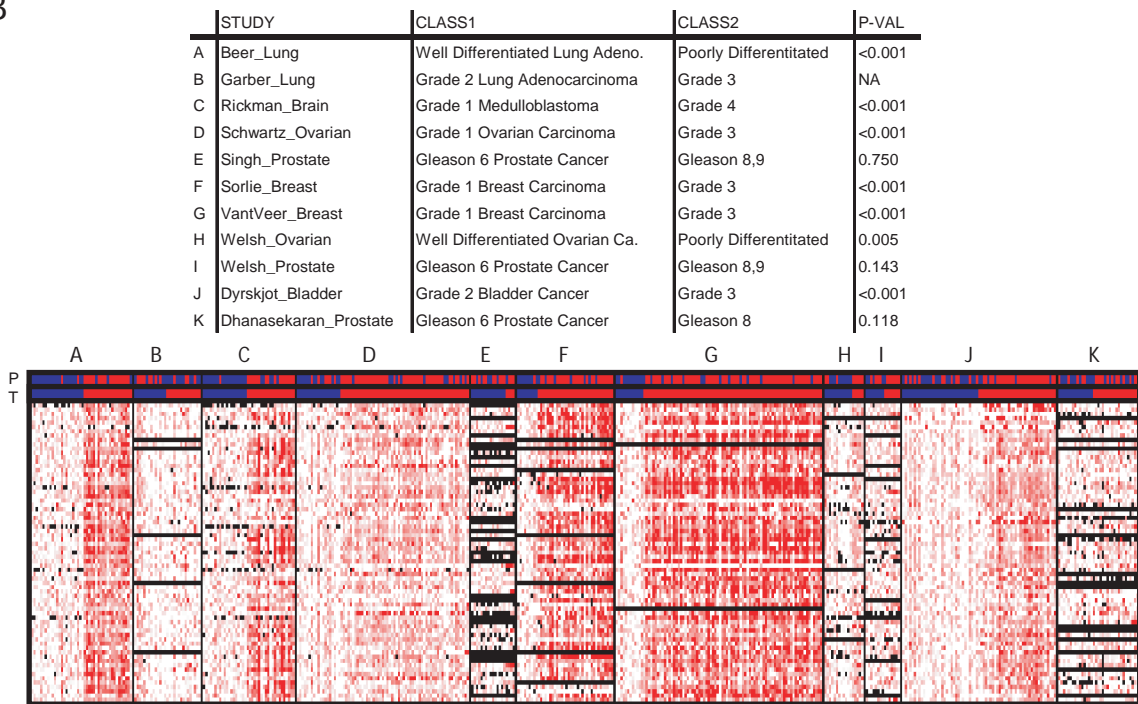 B
STUDY CLASS1 CLASS2 P-VAL
A Beer_Lung Well Differentiated Lung Adeno. Poorly Differentitated <0.001
B Garber_Lung Grade 2 Lung Adenocarcinoma Grade 3 NA
C Rickman_Brain Grade 1 Medulloblastoma Grade 4 <0.001
D Schwartz_Ovarian Grade 1 Ovarian Carcinoma Grade 3 <0.001
E Singh_Prostate Gleason 6 Prostate Cancer Gleason 8,9 0.750
F Sorlie_Breast Grade 1 Breast Carcinoma Grade 3 <0.001
G VantVeer_Breast Grade 1 Breast Carcinoma Grade 3 <0.001
H Welsh_Ovarian Well Differentiated Ovarian Ca. Poorly Differentitated 0.005
I Welsh_Prostate Gleason 6 Prostate Cancer Gleason 8,9 0.143
J Dyrskjot_Bladder Grade 2 Bladder Cancer Grade 3 <0.001
K Dhanasekaran_Prostate Gleason 6 Prostate Cancer Gleason 8 0.118
A B C D E F G H I J K
P
T